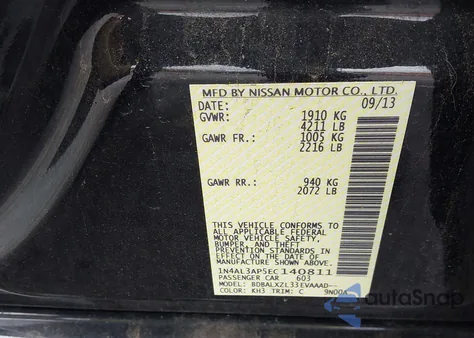 MFD BY NISSAN MOTOR CO., LTD.
DATE: 09/13
GVWR: 1910 KG
4211 LB
GAWR FR.: 1005 KG
2216 LB
GAWR RR.: 940 KG
2072 LB
THIS VEHICLE CONFORMS TO
ALL APPLICABLE FEDERAL
MOTOR VEHICLE SAFETY,
BUMPER, AND THEFT
PREVENTION STANDARDS
IN EFFECT ON THE DATE OF
MANUFACTURE SHOWN ABOVE.
1N4AL3AP5EC140811
PASSENGER CAR 603
MODEL: BDBALXZL33EVAAAD--
COLOR: KH3 TRIM: C 9N00A
autoSnap